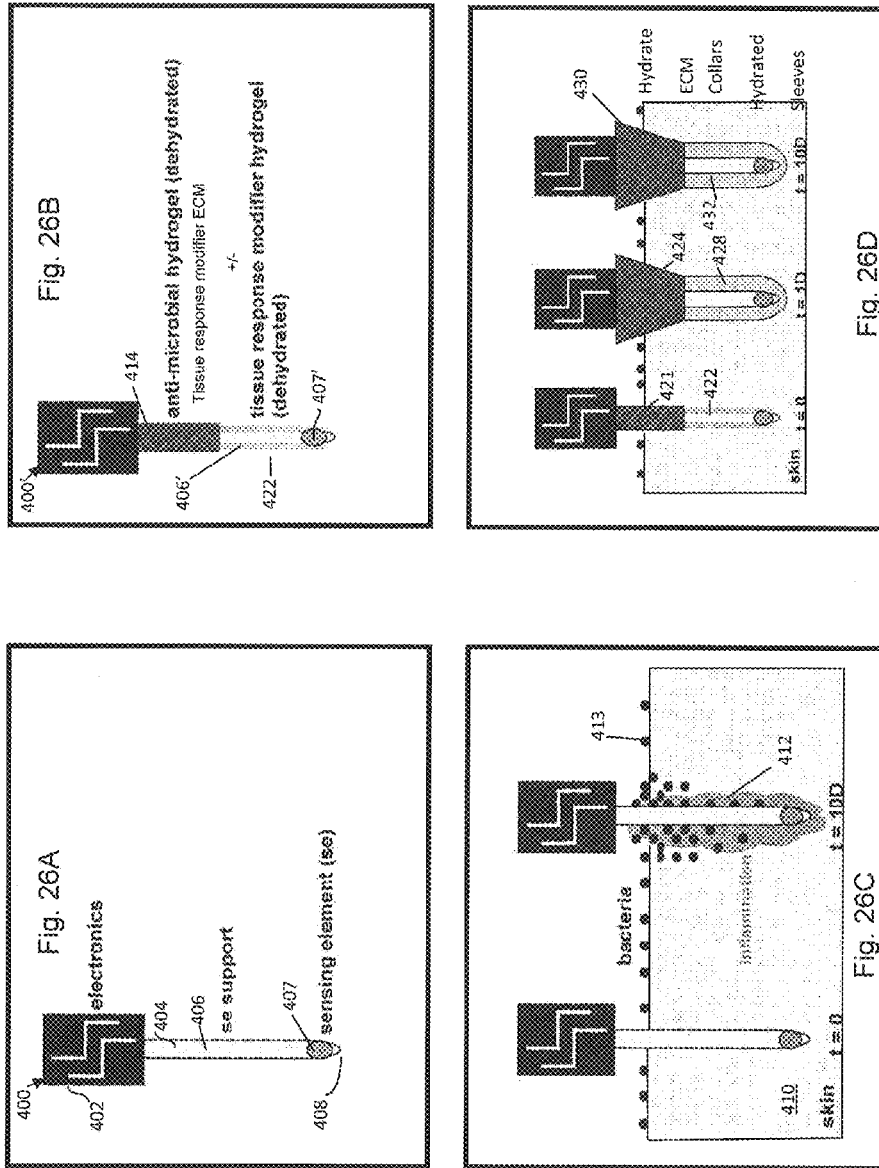 Fig. 26A
400
402
electronics
404
406
se support
407
sensing element (se)
408
Fig. 26B
400'
414
anti-microbial hydrogel (dehydrated)
Tissue response modifier ECM
+/-
406'
422
tissue response modifier hydrogel
(dehydrated)
407'
bacteria
413
412
inflammation
410
skin
t = 0
t = 10D
Fig. 26C
421
422
424
428
430
432
Hydrate
ECM
Collars
Hydrated
Sleeves
skin
t = 0
t = 1D
t = 10D
Fig. 26D